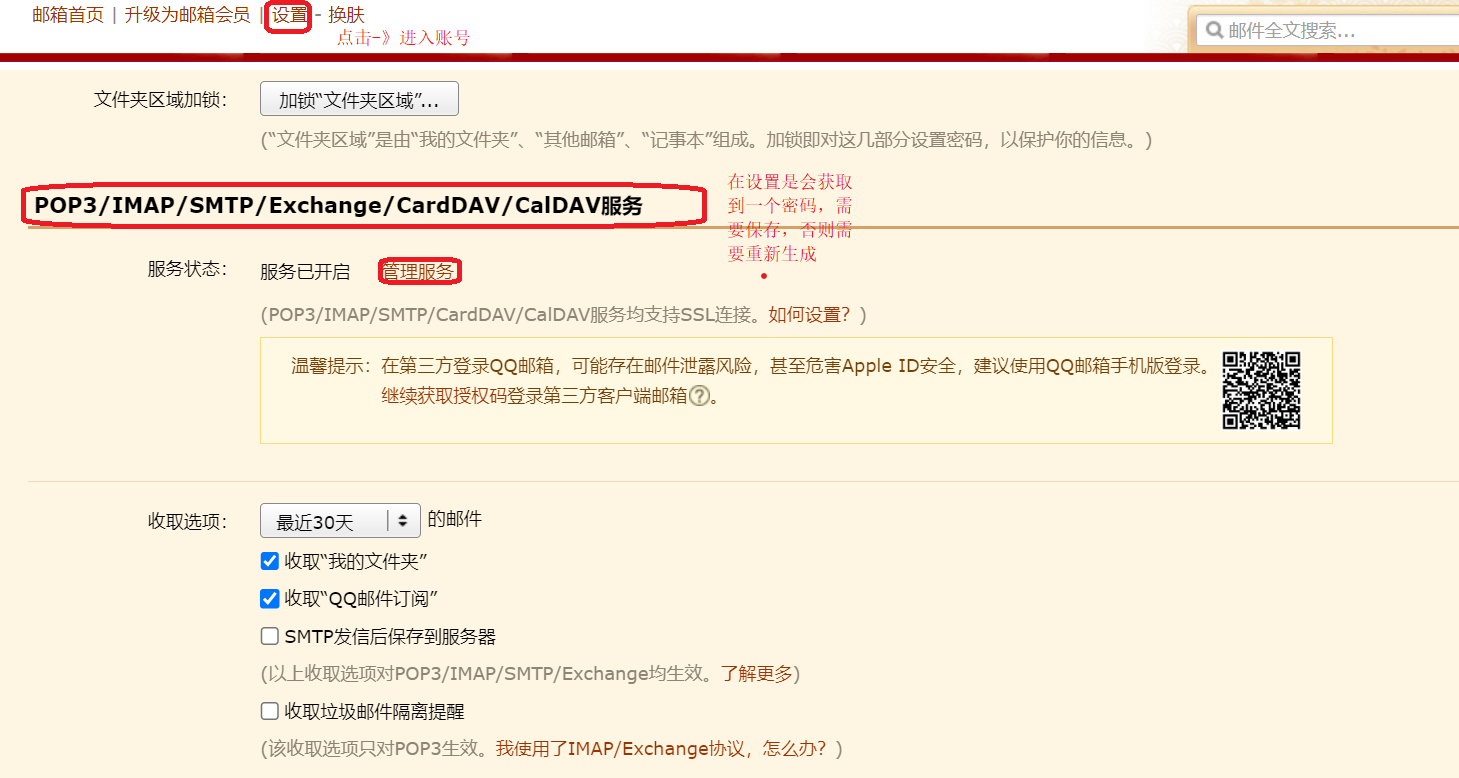 邮箱首页 | 升级为邮箱会员 | 设置 - 换肤
点击-》进入账号
邮件全文搜索...
文件夹区域加锁： 加锁“文件夹区域”...
(“文件夹区域”是由“我的文件夹”、“其他邮箱”、“记事本”组成。加锁即对这几部分设置密码，以保护你的信息。)
POP3/IMAP/SMTP/Exchange/CardDAV/CalDAV服务
在设置是会获取
到一个密码，需
要保存，否则需
要重新生成
服务状态： 服务已开启 管理服务
(POP3/IMAP/SMTP/CardDAV/CalDAV服务均支持SSL连接。如何设置？)
温馨提示：在第三方登录QQ邮箱，可能存在邮件泄露风险，甚至危害Apple ID安全，建议使用QQ邮箱手机版登录。
继续获取授权码登录第三方客户端邮箱?。
收取选项： 最近30天 的邮件
收取“我的文件夹”
收取“QQ邮件订阅”
SMTP发信后保存到服务器
(以上收取选项对POP3/IMAP/SMTP/Exchange均生效。了解更多)
收取垃圾邮件隔离提醒
(该收取选项只对POP3生效。我使用了IMAP/Exchange协议，怎么办？)